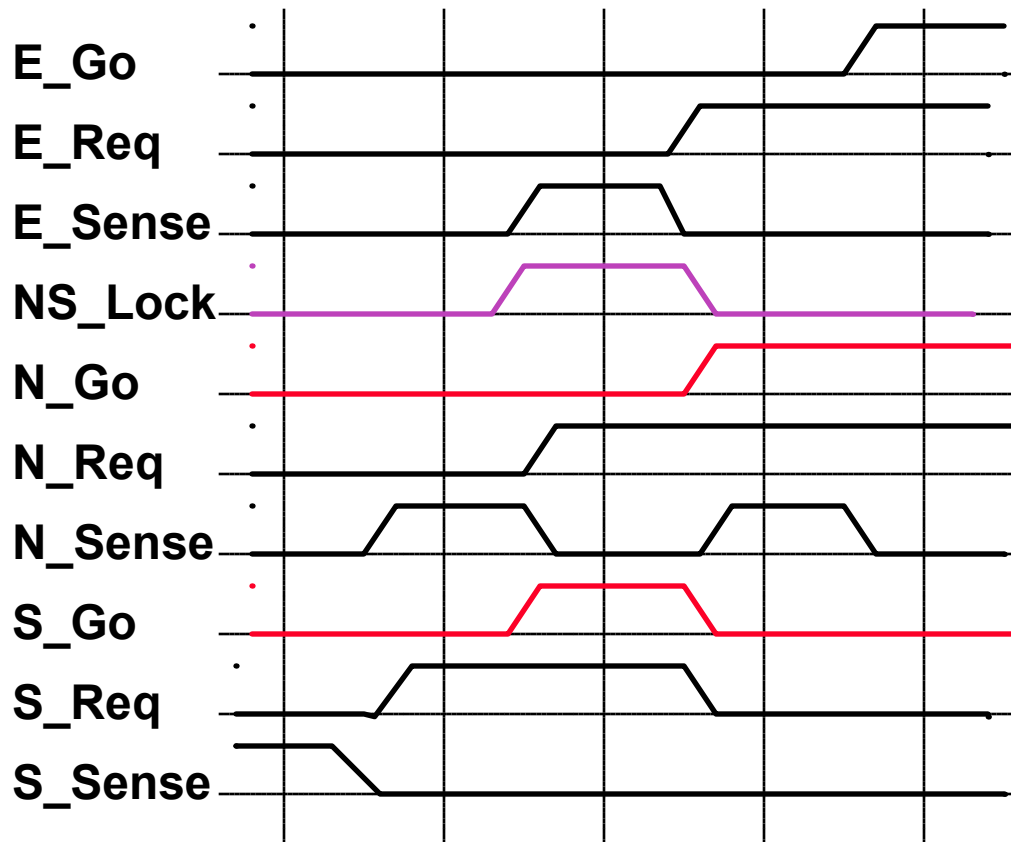 E_Go
E_Req
E_Sense
NS_Lock
N_Go
N_Req
N_Sense
S_Go
S_Req
S_Sense